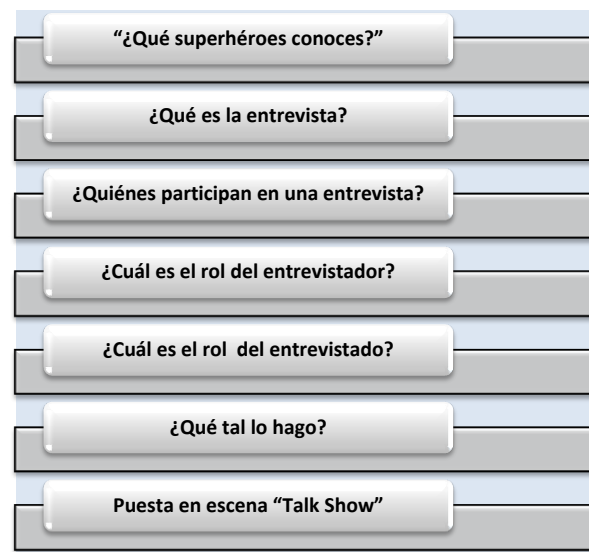 “¿Qué superhéroes conoces?”
¿Qué es la entrevista?
¿Quiénes participan en una entrevista?
¿Cuál es el rol del entrevistador?
¿Cuál es el rol  del entrevistado?
¿Qué tal lo hago?
Puesta en escena “Talk Show”